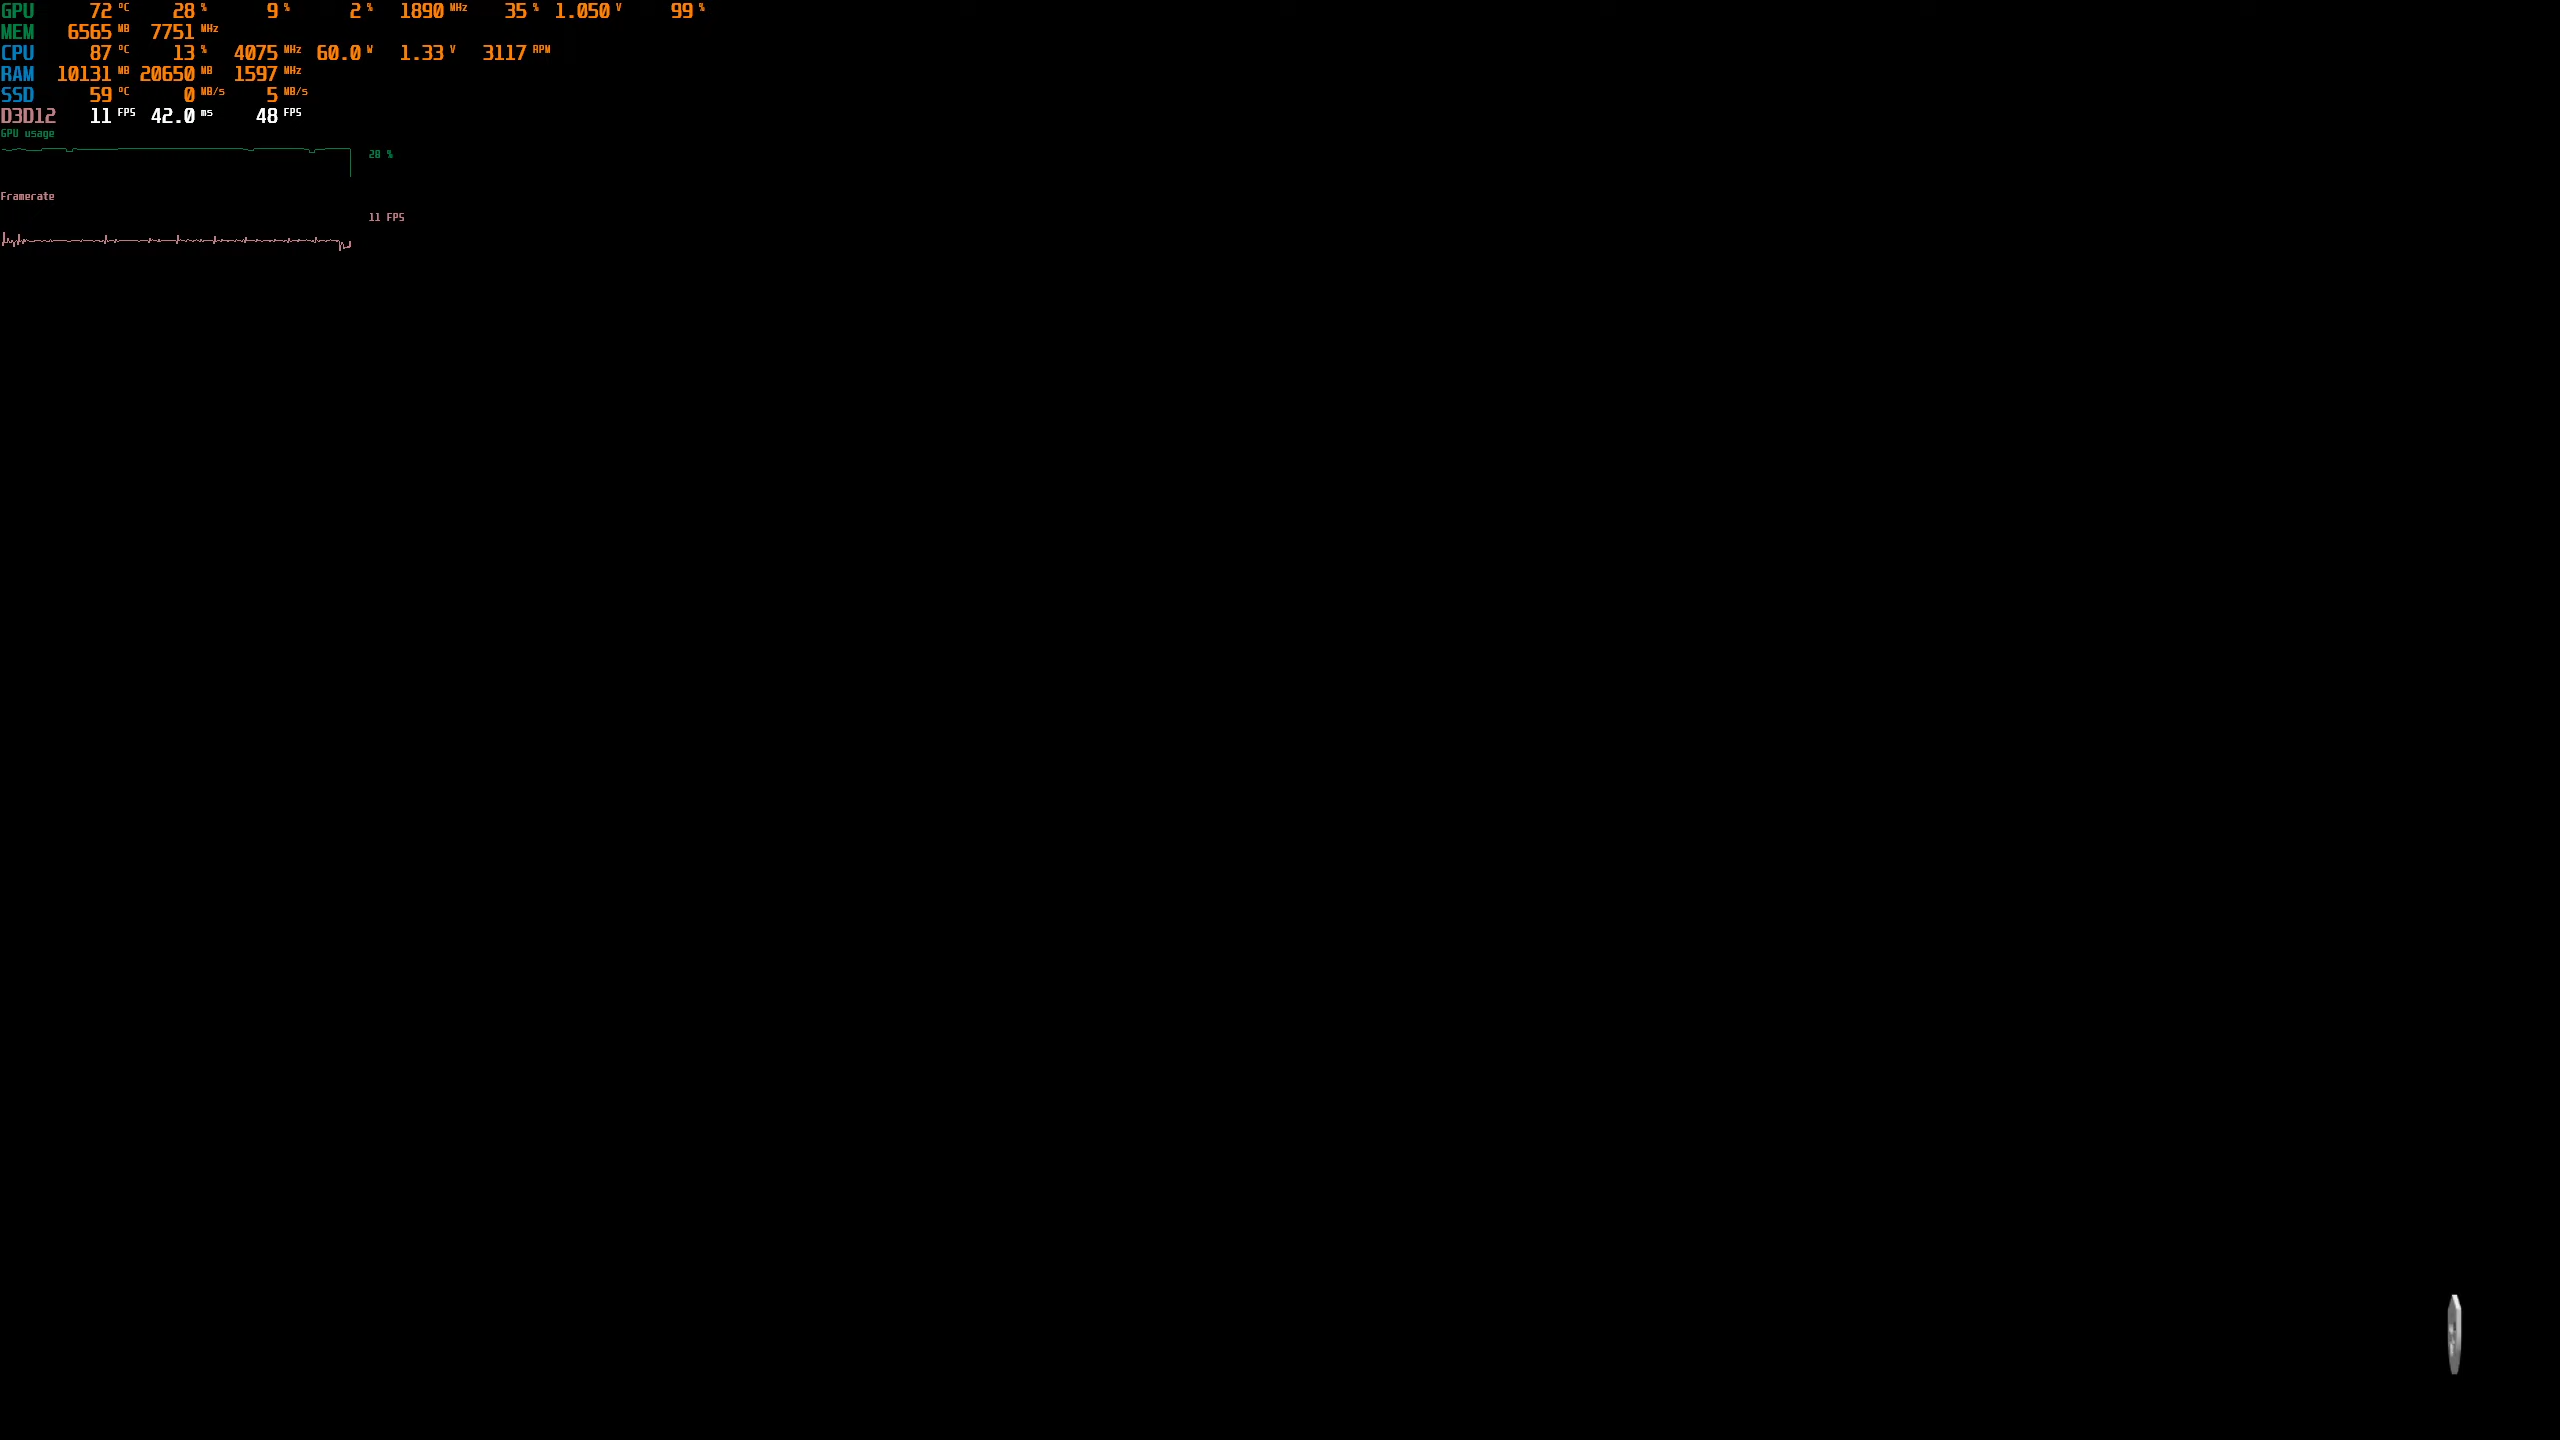 GPU 72 °C 28 % 9 % 2 % 1890 MHz 35 % 1.050 V 99 %
MEM 6565 MB 7751 MHz
CPU 87 °C 13 % 4075 MHz 60.0 W 1.33 V 3117 RPM
RAM 10131 MB 20650 MB 1597 MHz
SSD 59 °C 0 MB/s 5 MB/s
D3D12 11 FPS 42.0 ms 48 FPS
GPU usage
28 %
Framerate
11 FPS